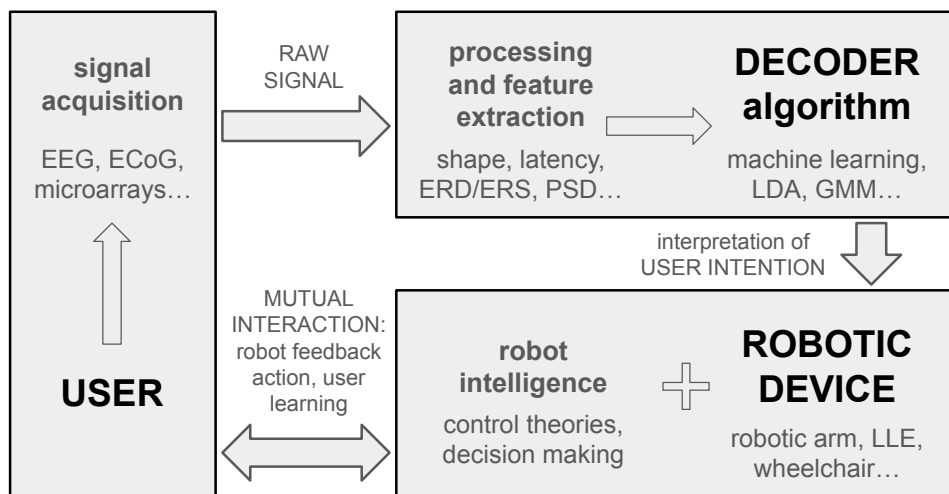 signal
acquisition
EEG, ECoG,
microarrays…
USER
RAW
SIGNAL
processing
and feature
extraction
shape, latency,
ERD/ERS, PSD…
DECODER
algorithm
machine learning,
LDA, GMM…
interpretation of
USER INTENTION
MUTUAL
INTERACTION:
robot feedback
action, user
learning
robot
intelligence
control theories,
decision making
ROBOTIC
DEVICE
robotic arm, LLE,
wheelchair…